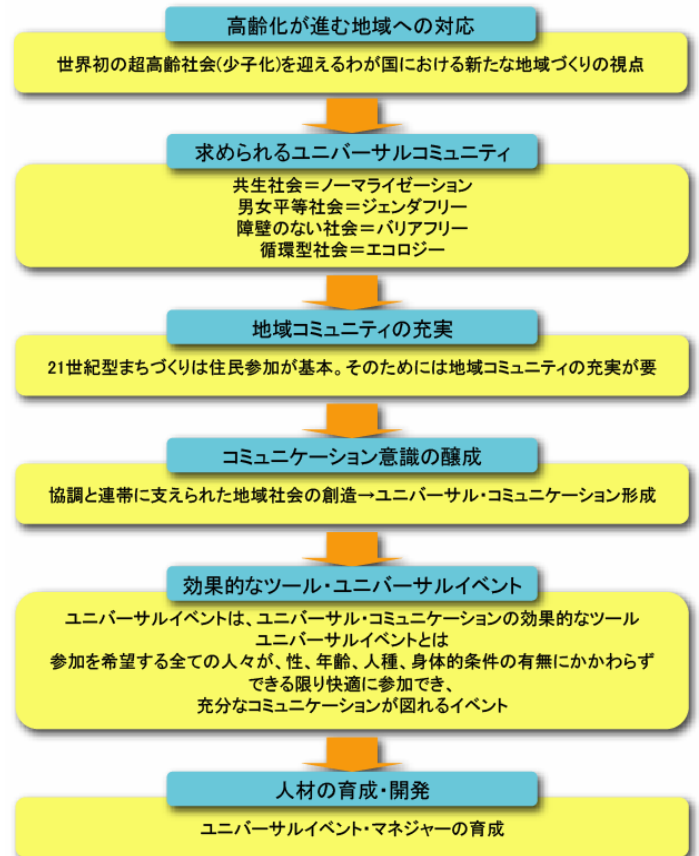 高齢化が進む地域への対応
世界初の超高齢社会(少子化)を迎えるわが国における新たな地域づくりの視点
求められるユニバーサルコミュニティ
共生社会＝ノーマライゼーション
男女平等社会＝ジェンダフリー
障壁のない社会＝バリアフリー
循環型社会＝エコロジー
地域コミュニティの充実
21世紀型まちづくりは住民参加が基本。そのためには地域コミュニティの充実が要
コミュニケーション意識の醸成
協調と連帯に支えられた地域社会の創造→ユニバーサル・コミュニケーション形成
効果的なツール・ユニバーサルイベント
ユニバーサルイベントは、ユニバーサル・コミュニケーションの効果的なツール
ユニバーサルイベントとは
参加を希望する全ての人々が、性、年齢、人種、身体的条件の有無にかかわらず
できる限り快適に参加でき、
充分なコミュニケーションが図れるイベント
人材の育成・開発
ユニバーサルイベント・マネジャーの育成